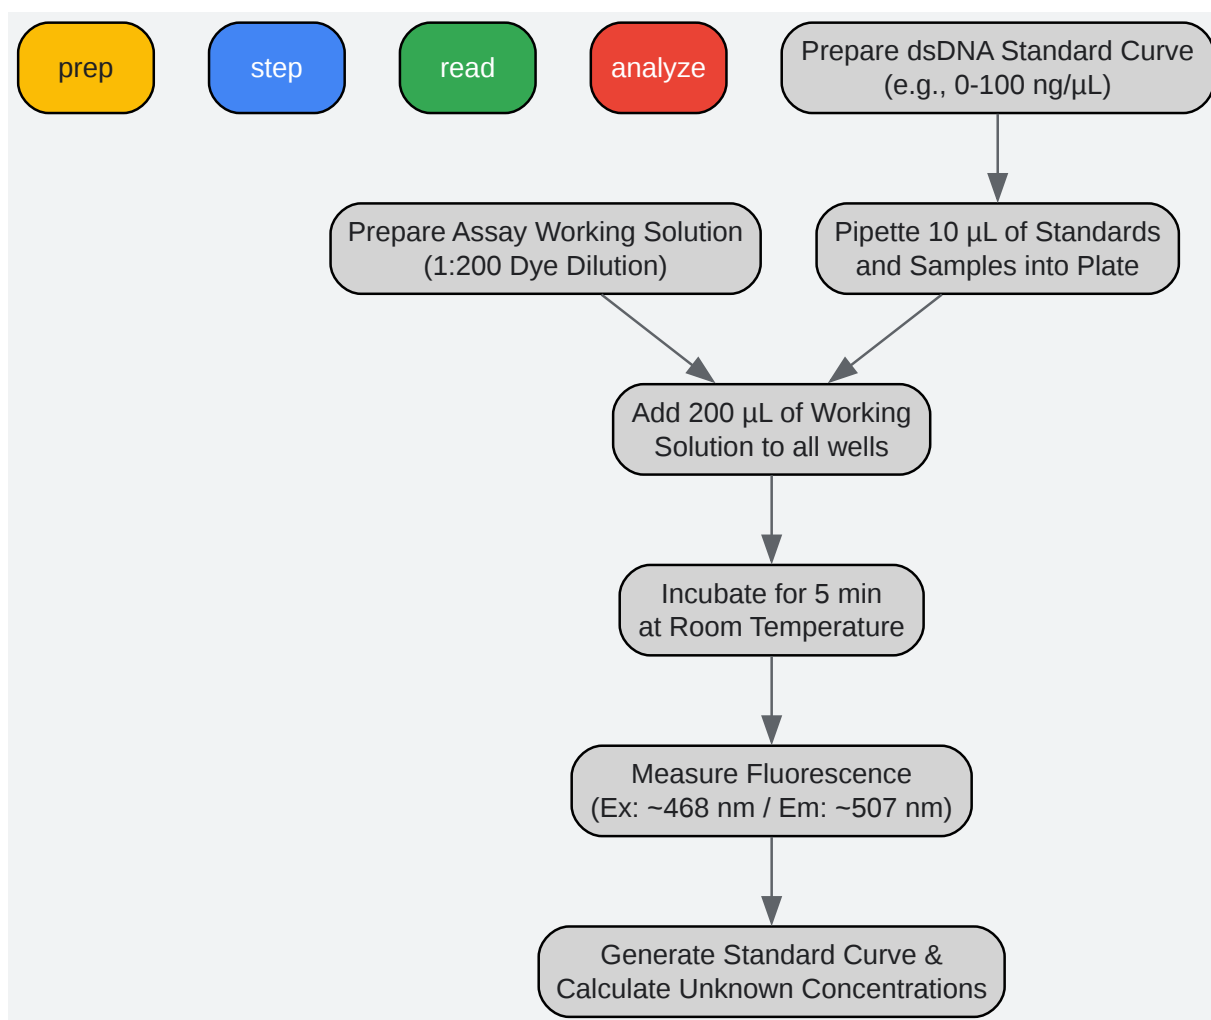 prep
step
read
analyze
Prepare dsDNA Standard Curve
(e.g., 0-100 ng/µL)
Prepare Assay Working Solution
(1:200 Dye Dilution)
Pipette 10 µL of Standards
and Samples into Plate
Add 200 µL of Working
Solution to all wells
Incubate for 5 min
at Room Temperature
Measure Fluorescence
(Ex: ~468 nm / Em: ~507 nm)
Generate Standard Curve &
Calculate Unknown Concentrations